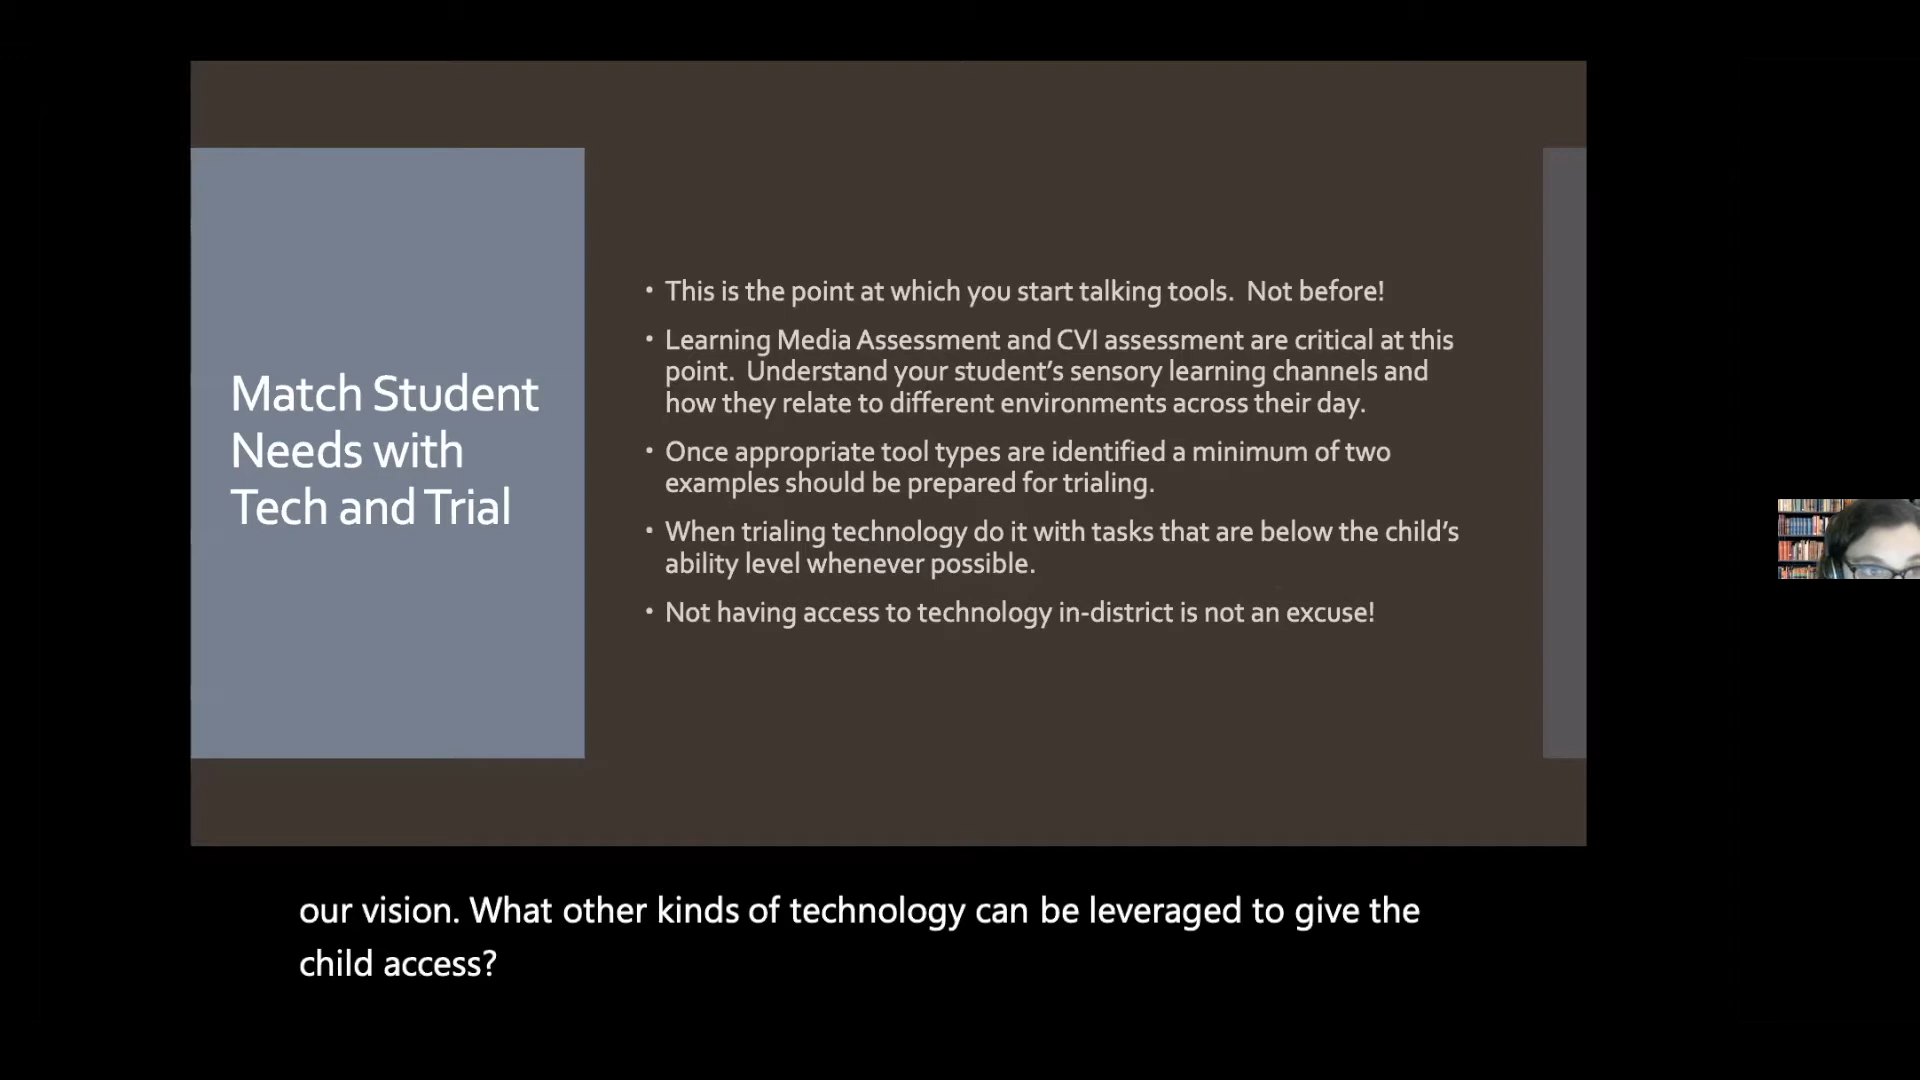 Match Student
Needs with
Tech and Trial
• This is the point at which you start talking tools.  Not before!
• Learning Media Assessment and CVI assessment are critical at this
point.  Understand your student's sensory learning channels and
how they relate to different environments across their day.
• Once appropriate tool types are identified a minimum of two
examples should be prepared for trialing.
• When trialing technology do it with tasks that are below the child's
ability level whenever possible.
• Not having access to technology in-district is not an excuse!
our vision. What other kinds of technology can be leveraged to give the
child access?